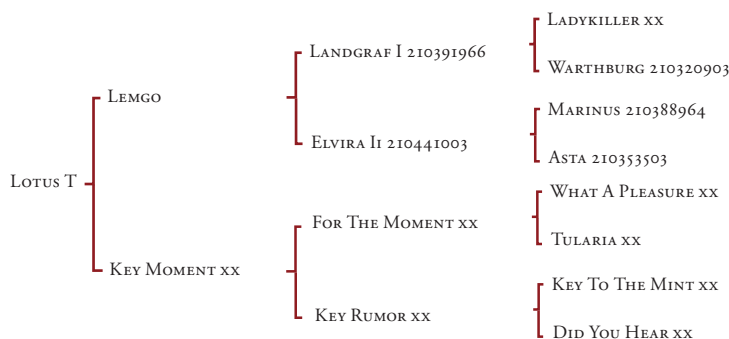 Ladykiller xx
Landgraf I 210391966
Warthburg 210320903
Lemgo
Marinus 210388964
Elvira Ii 210441003
Asta 210353503
Lotus T
What A Pleasure xx
For The Moment xx
Tularia xx
Key Moment xx
Key To The Mint xx
Key Rumor xx
Did You Hear xx